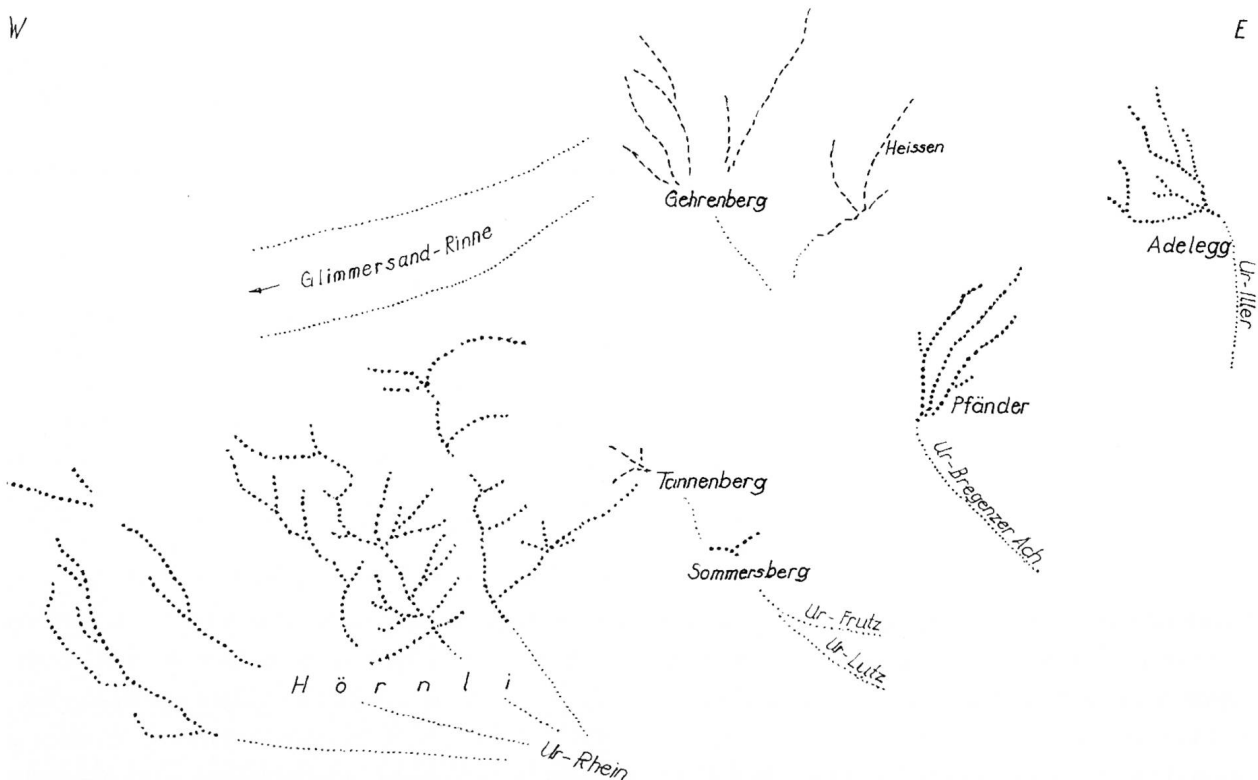 W
E
Heissen
Gehrenberg
Glimmersand-Rinne
Adelegg
Ur-Iller
Pfänder
Ur-Bregenzer Ach.
Tannenberg
Sommersberg
Ur-Frutz
Ur-Lutz
Hörnli
Ur-Rhein